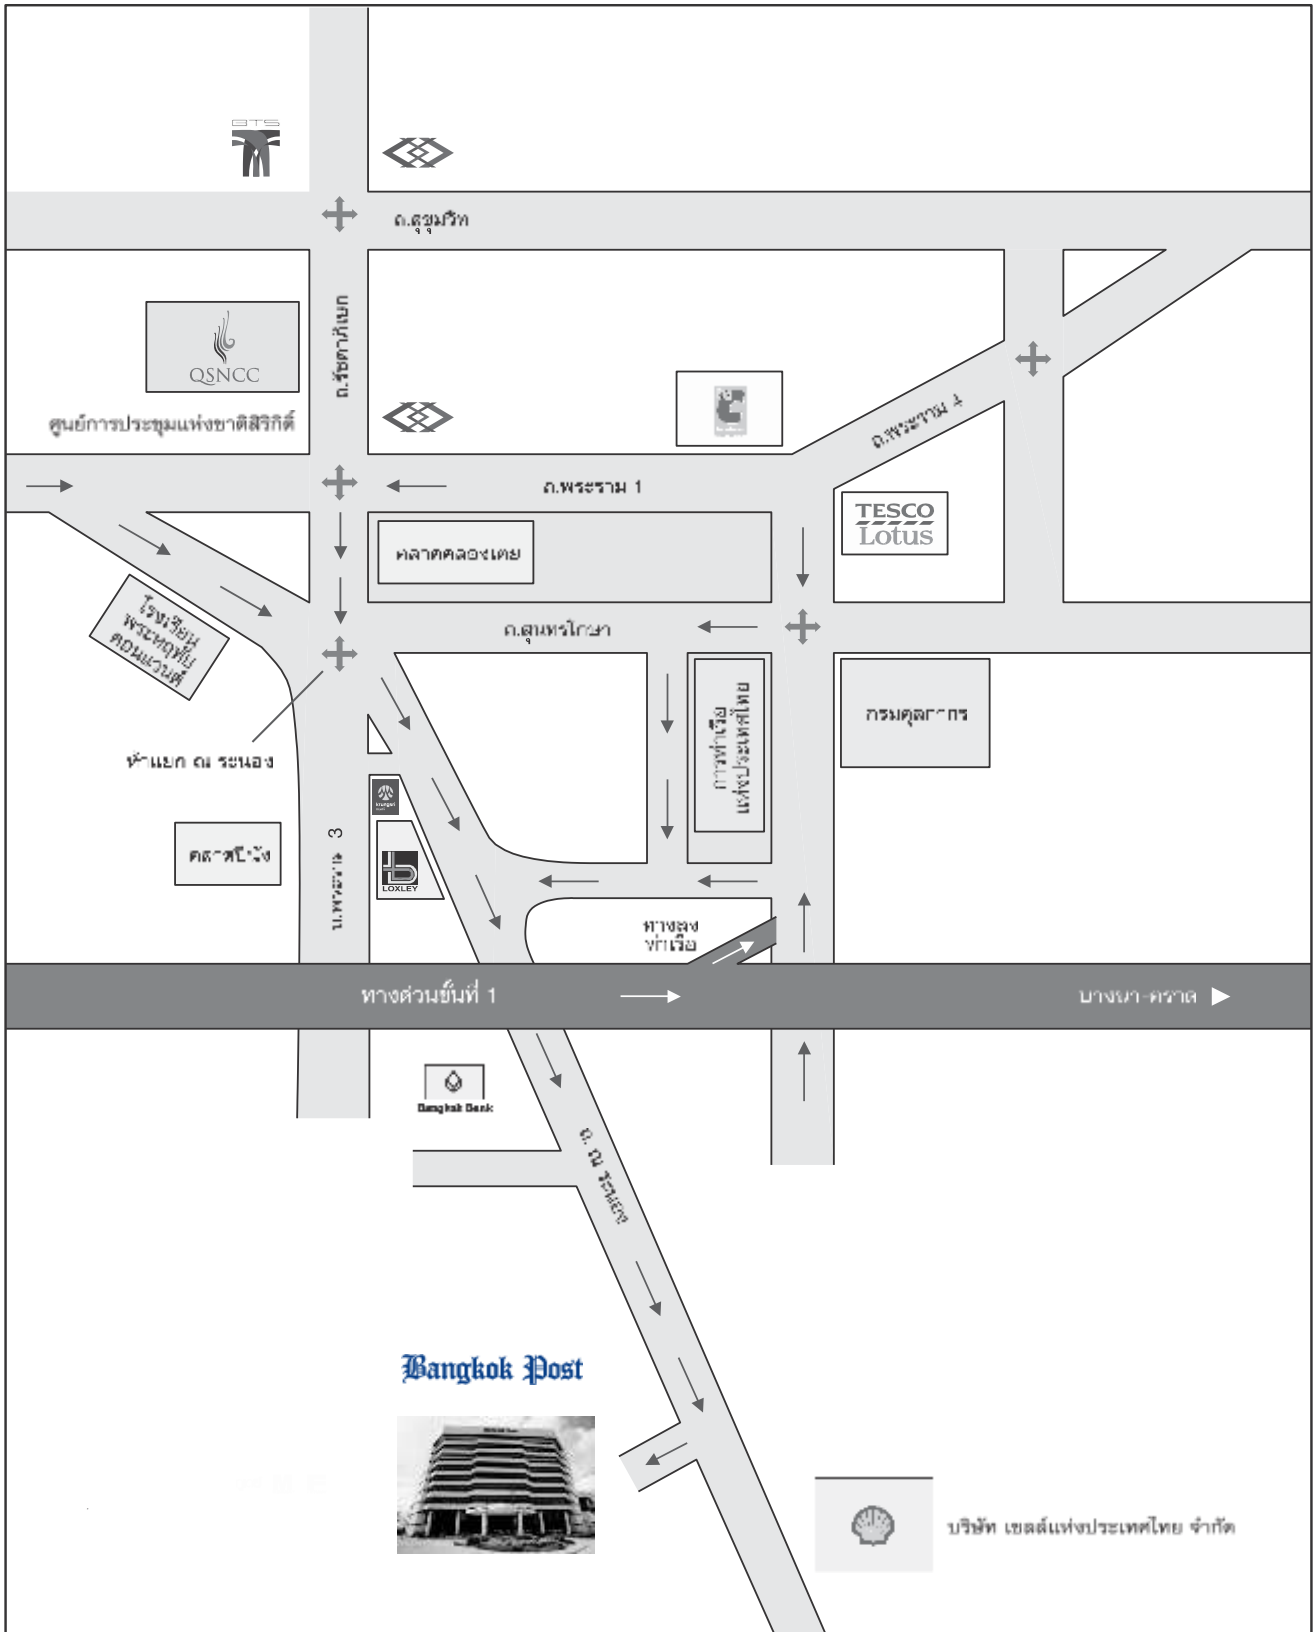 BTS
ถ.สุขุมวิท
ถ.รัชดาภิเษก
QSNCC
ศูนย์การประชุมแห่งชาติสิริกิติ์
ถ.พระราม 4
ถ.พระราม 1
TESCO
Lotus
ตลาดคลองเตย
ถ.สุนทรโกษา
โรงเรียน
พระหฤทัย
คอนแวนต์
การท่าเรือ
แห่งประเทศไทย
กรมศุลกากร
ห้าแยก ณ ระนอง
LOXLEY
ถ.พระราม 3
ทางลง
ท่าเรือ
ทางด่วนขั้นที่ 1
บางนา-ตราด
Bangkok Bank
ถ. ณ ระนอง
Bangkok Post
บริษัท เชลล์แห่งประเทศไทย จำกัด